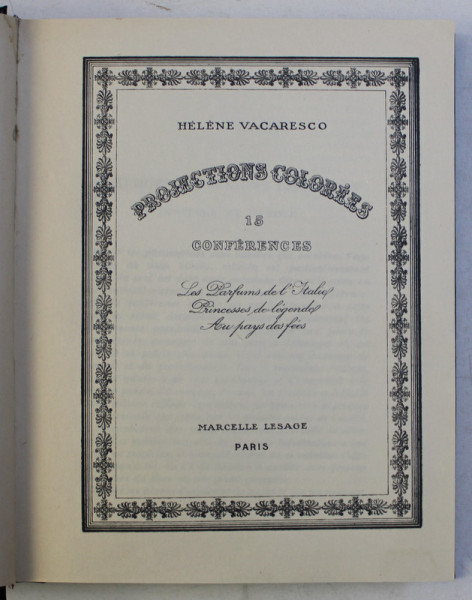 HÉLÈNE VACARESCO
PROJECTIONS COLORÉES
15
CONFÉRENCES
Les Parfums de l'Italie
Princesses de légende
Au pays des fées
MARCELLE LESAGE
PARIS